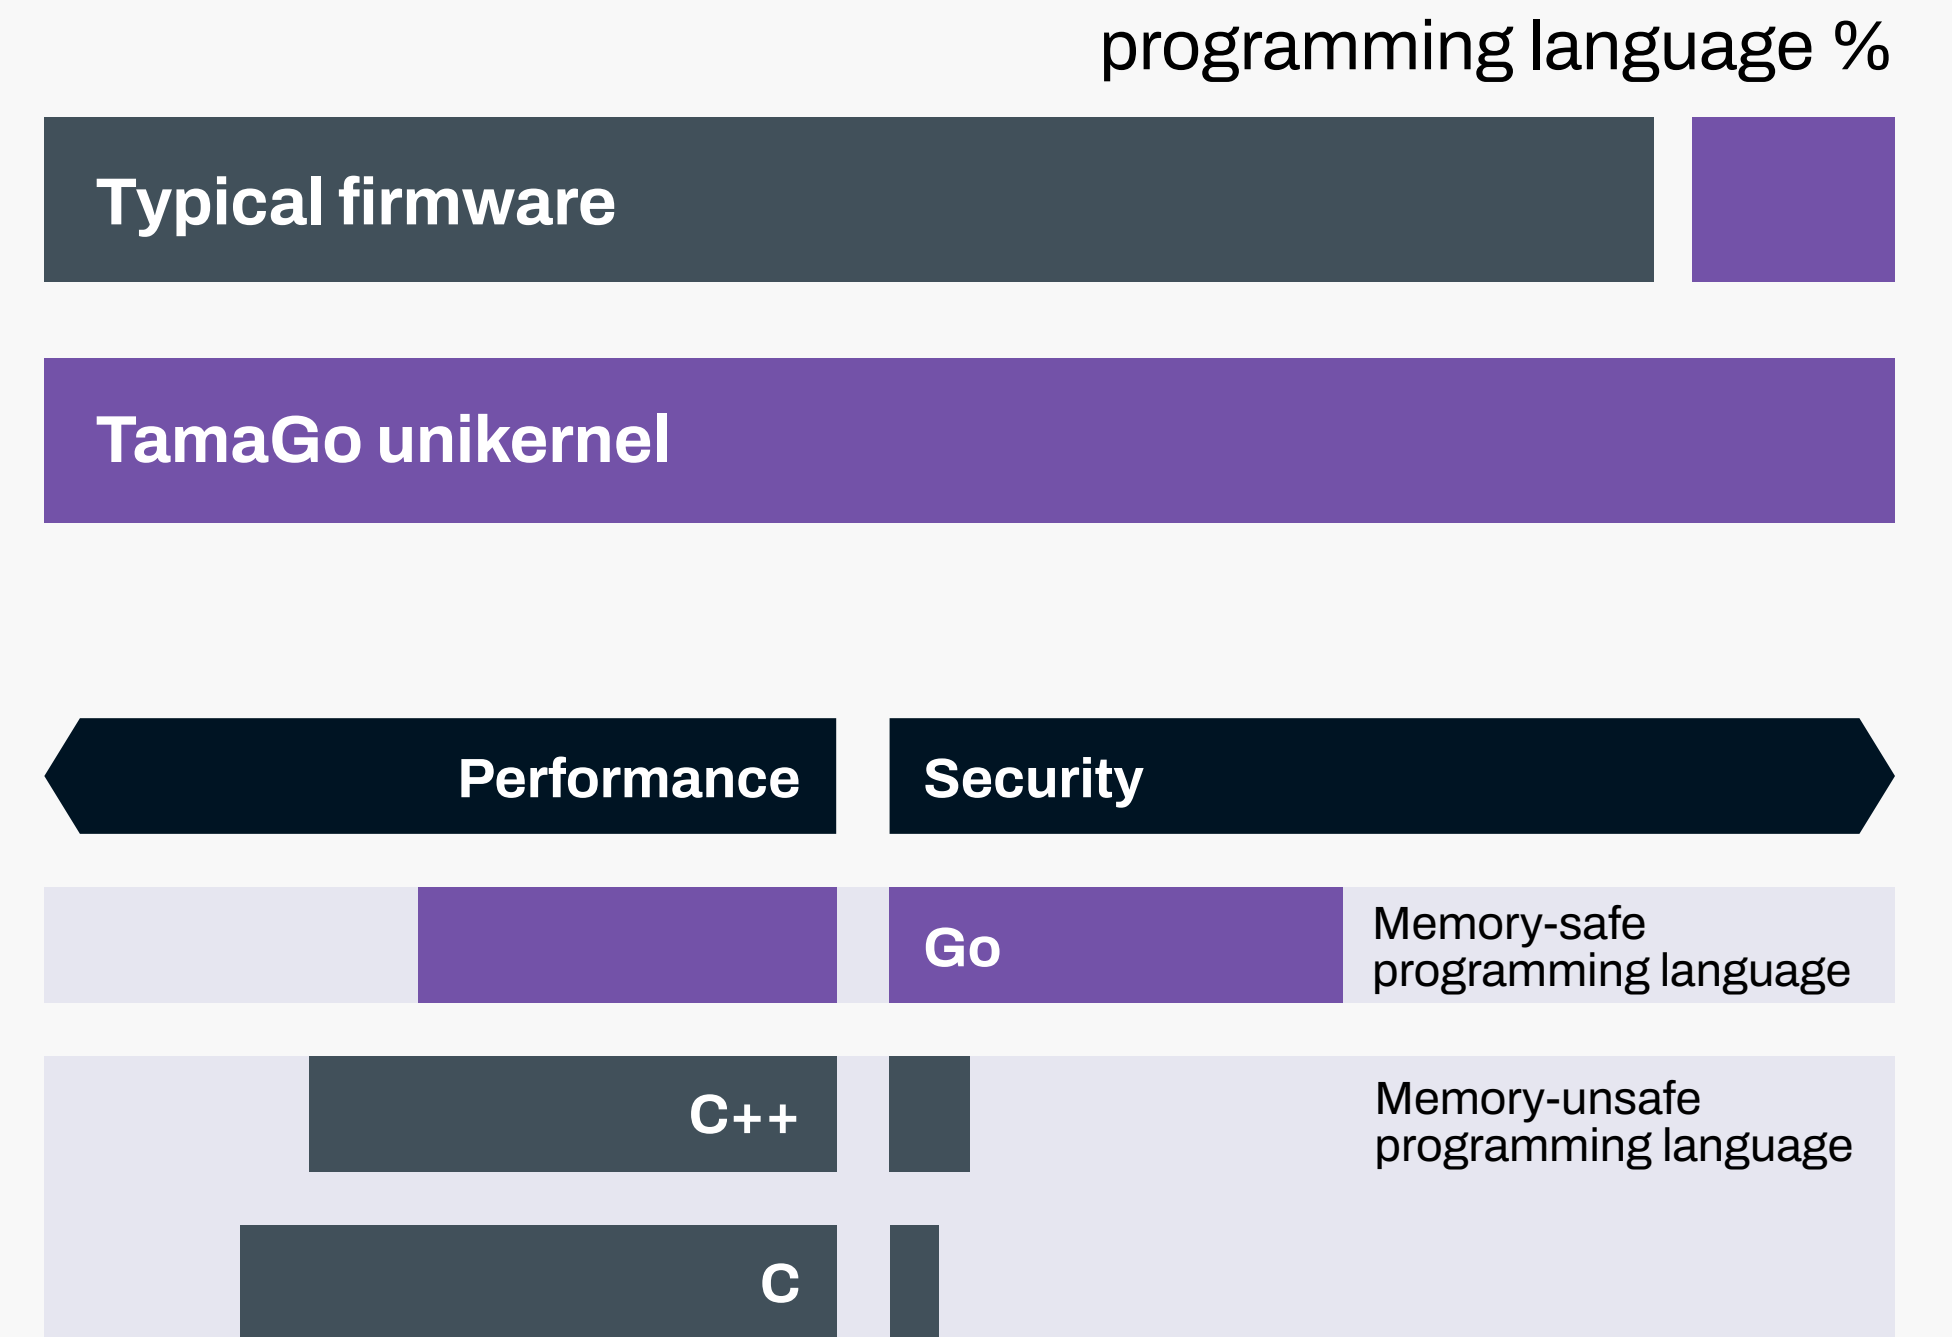 programming language %
Typical firmware
TamaGo unikernel
Performance
Security
Go
Memory-safe
programming language
C++
Memory-unsafe
programming language
C